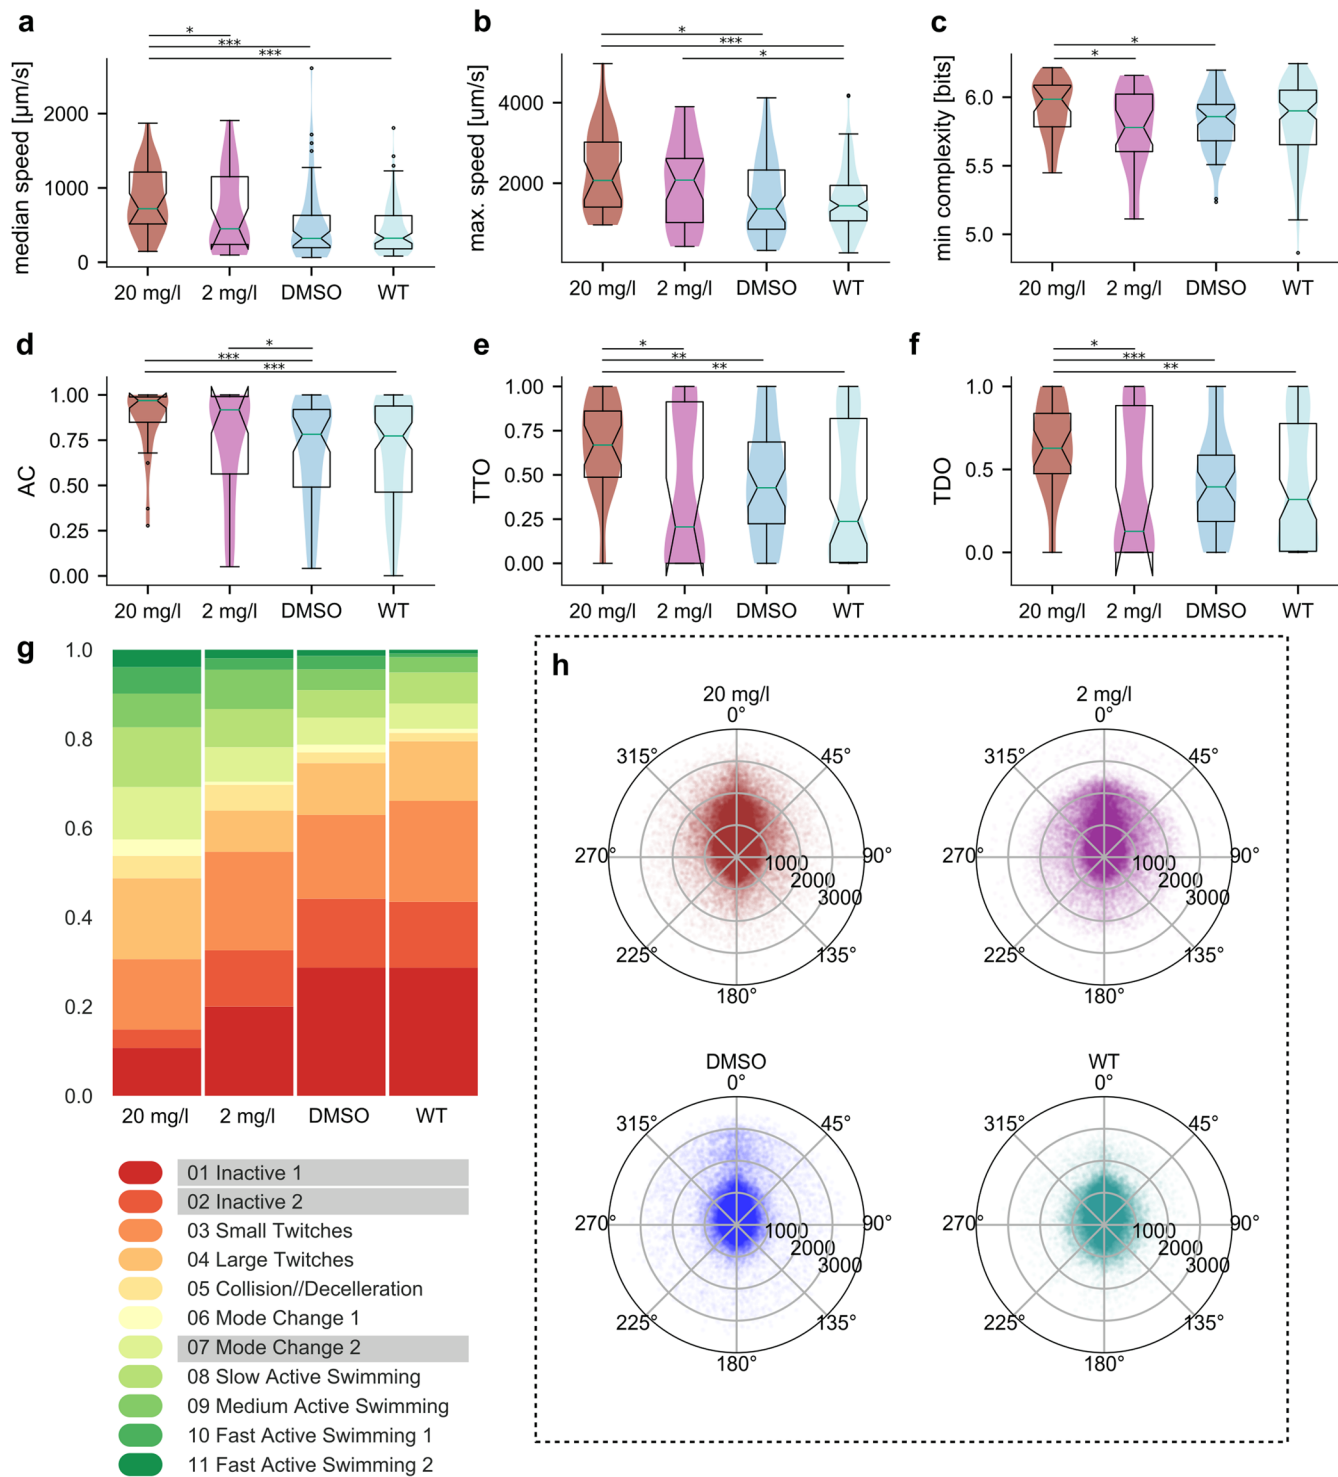 a
*
***
***
median speed [µm/s]
2000
1000
0
20 mg/l 2 mg/l DMSO WT
b
*
***
*
max. speed [um/s]
4000
2000
20 mg/l 2 mg/l DMSO WT
c
*
*
min complexity [bits]
6.0
5.5
5.0
20 mg/l 2 mg/l DMSO WT
d
*
***
***
AC
1.00
0.75
0.50
0.25
0.00
20 mg/l 2 mg/l DMSO WT
e
*
**
**
TTO
1.00
0.75
0.50
0.25
0.00
20 mg/l 2 mg/l DMSO WT
f
*
***
**
TDO
1.0
0.5
0.0
20 mg/l 2 mg/l DMSO WT
g
1.0
0.8
0.6
0.4
0.2
0.0
20 mg/l 2 mg/l DMSO WT
01 Inactive 1
02 Inactive 2
03 Small Twitches
04 Large Twitches
05 Collision//Decelleration
06 Mode Change 1
07 Mode Change 2
08 Slow Active Swimming
09 Medium Active Swimming
10 Fast Active Swimming 1
11 Fast Active Swimming 2
h
20 mg/l
0°
315° 45°
270° 90°
1000
2000
3000
225° 135°
180°
2 mg/l
0°
315° 45°
270° 90°
1000
2000
3000
225° 135°
180°
DMSO
0°
315° 45°
270° 90°
1000
2000
3000
225° 135°
180°
WT
0°
315° 45°
270° 90°
1000
2000
3000
225° 135°
180°